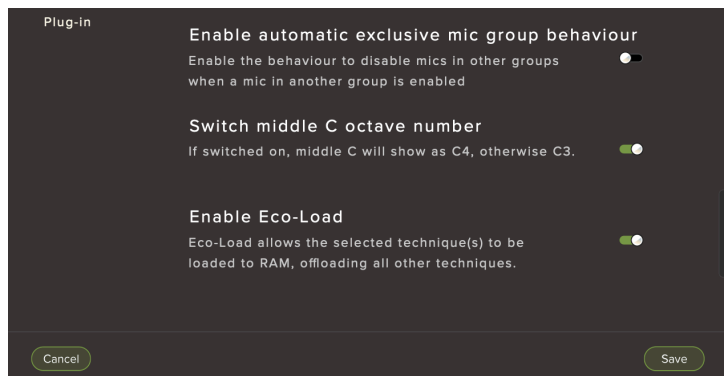 Plug-in
Enable automatic exclusive mic group behaviour
Enable the behaviour to disable mics in other groups
when a mic in another group is enabled
Switch middle C octave number
If switched on, middle C will show as C4, otherwise C3.
Enable Eco-Load
Eco-Load allows the selected technique(s) to be
loaded to RAM, offloading all other techniques.
Cancel
Save